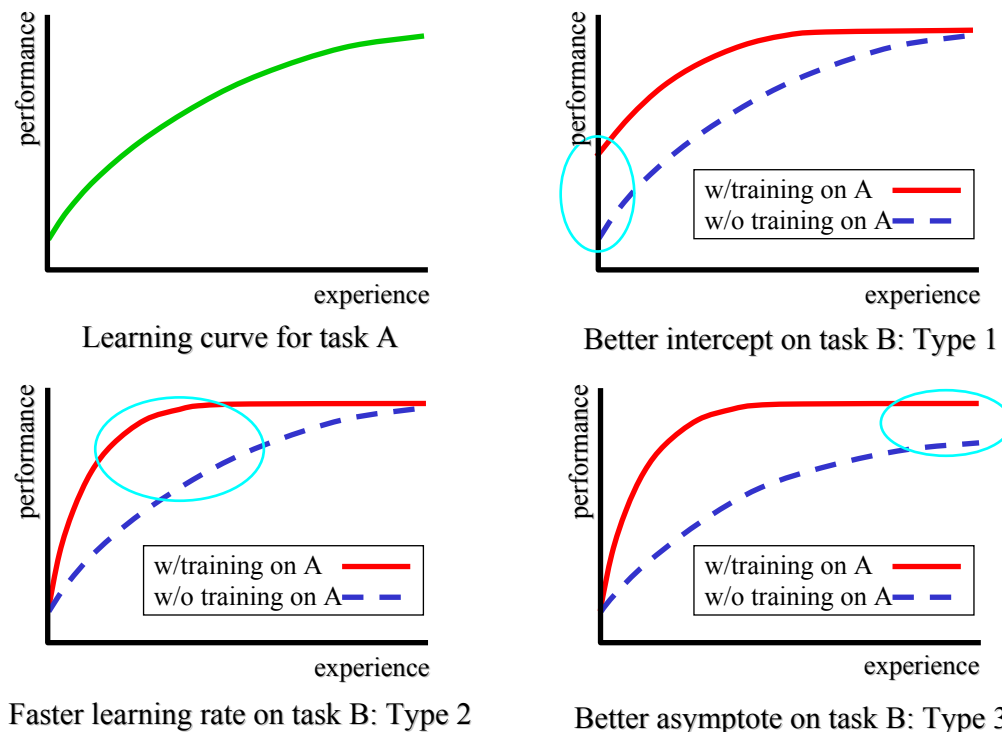 performance
experience
Learning curve for task A
performance
w/training on A
w/o training on A
experience
Better intercept on task B: Type 1
performance
w/training on A
w/o training on A
experience
Faster learning rate on task B: Type 2
performance
w/training on A
w/o training on A
experience
Better asymptote on task B: Type 3